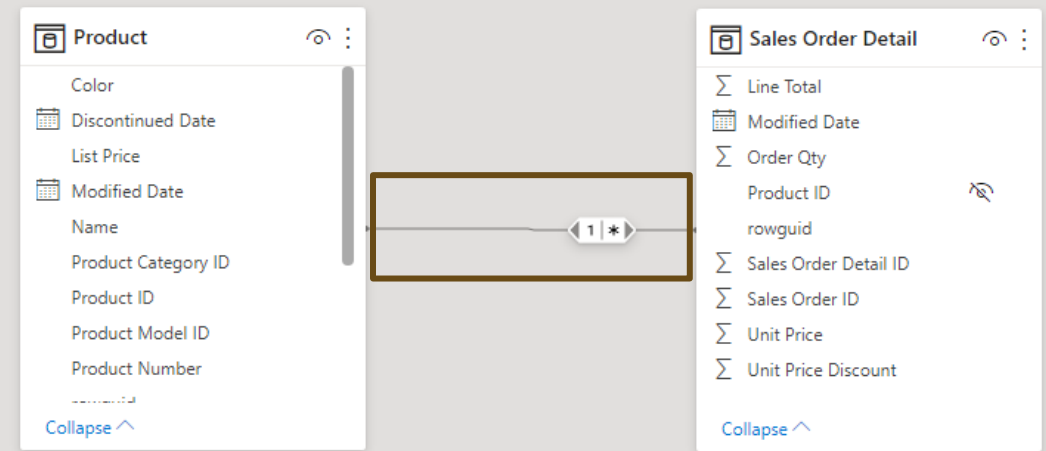 Product
Color
Discontinued Date
List Price
Modified Date
Name
Product Category ID
Product ID
Product Model ID
Product Number
Collapse
1 *
Sales Order Detail
Σ Line Total
Modified Date
Σ Order Qty
Product ID
rowguid
Σ Sales Order Detail ID
Σ Sales Order ID
Σ Unit Price
Σ Unit Price Discount
Collapse